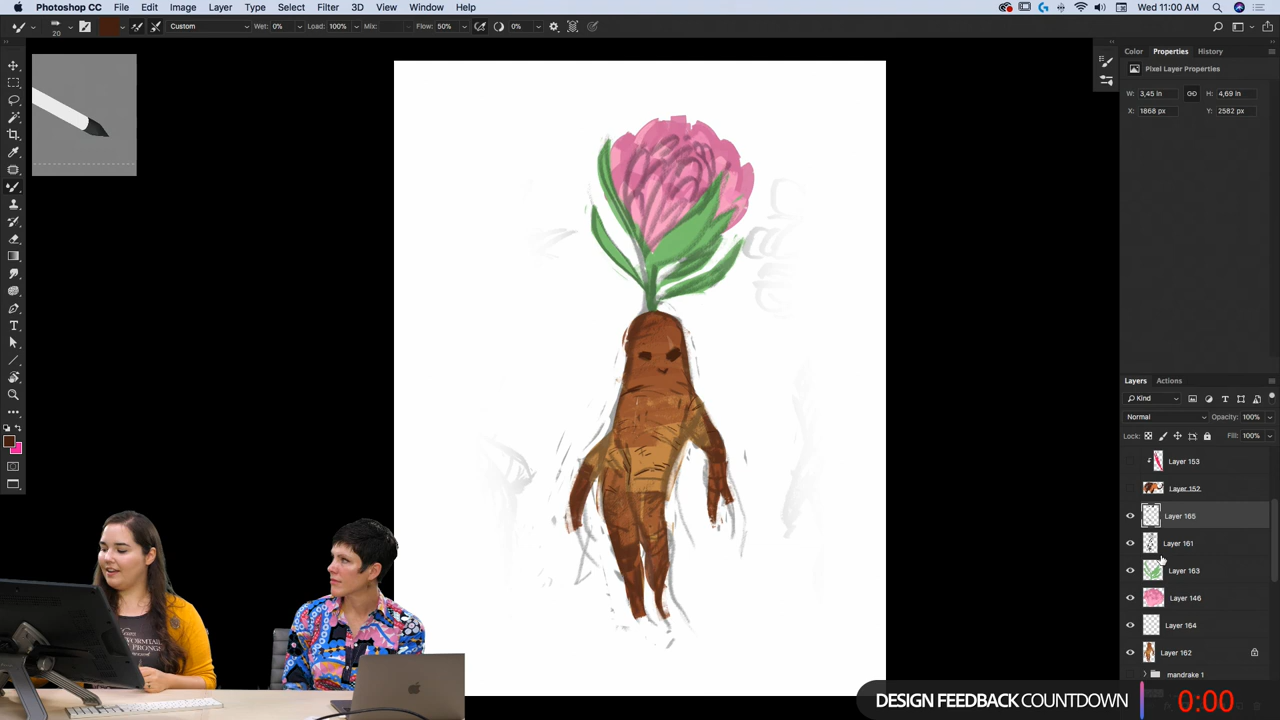 Photoshop CC File Edit Image Layer Type Select Filter 3D View Window Help Wed 11:00 AM
20 Custom Wet: 0% Load: 100% Mix: Flow: 50% 0%
Color Properties History
Pixel Layer Properties
W: 3,45 in H: 4,69 in
X: 1868 px Y: 2582 px
Layers Actions
Kind
Normal Opacity: 100%
Lock: Fill: 100%
Layer 153
Layer 152
Layer 165
Layer 161
Layer 163
Layer 146
Layer 164
Layer 162
mandrake 1
DESIGN FEEDBACK COUNTDOWN 0:00